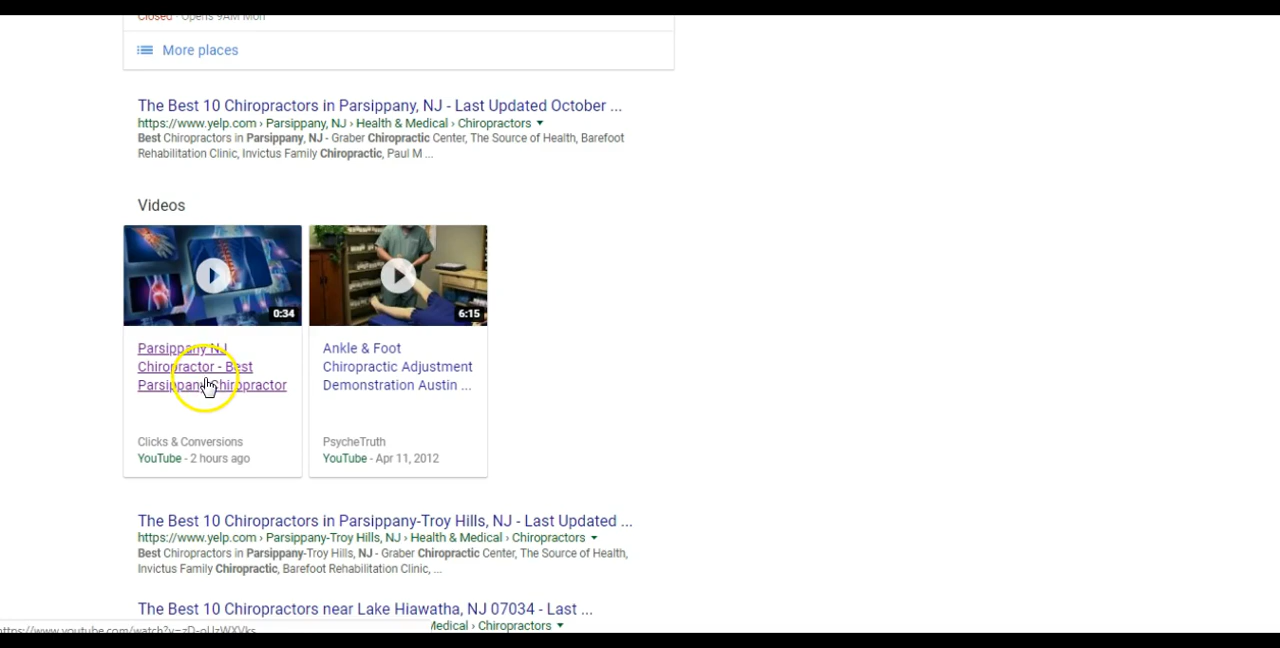 Closed · Opens 9AM Mon
More places
The Best 10 Chiropractors in Parsippany, NJ - Last Updated October ...
https://www.yelp.com › Parsippany, NJ › Health & Medical › Chiropractors
Best Chiropractors in Parsippany, NJ - Graber Chiropractic Center, The Source of Health, Barefoot
Rehabilitation Clinic, Invictus Family Chiropractic, Paul M ...
Videos
0:34
6:15
Parsippany NJ
Chiropractor - Best
Parsippany Chiropractor
Clicks & Conversions
YouTube - 2 hours ago
Ankle & Foot
Chiropractic Adjustment
Demonstration Austin ...
PsycheTruth
YouTube - Apr 11, 2012
The Best 10 Chiropractors in Parsippany-Troy Hills, NJ - Last Updated ...
https://www.yelp.com › Parsippany-Troy Hills, NJ › Health & Medical › Chiropractors
Best Chiropractors in Parsippany-Troy Hills, NJ - Graber Chiropractic Center, The Source of Health,
Invictus Family Chiropractic, Barefoot Rehabilitation Clinic, ...
The Best 10 Chiropractors near Lake Hiawatha, NJ 07034 - Last ...
Medical › Chiropractors